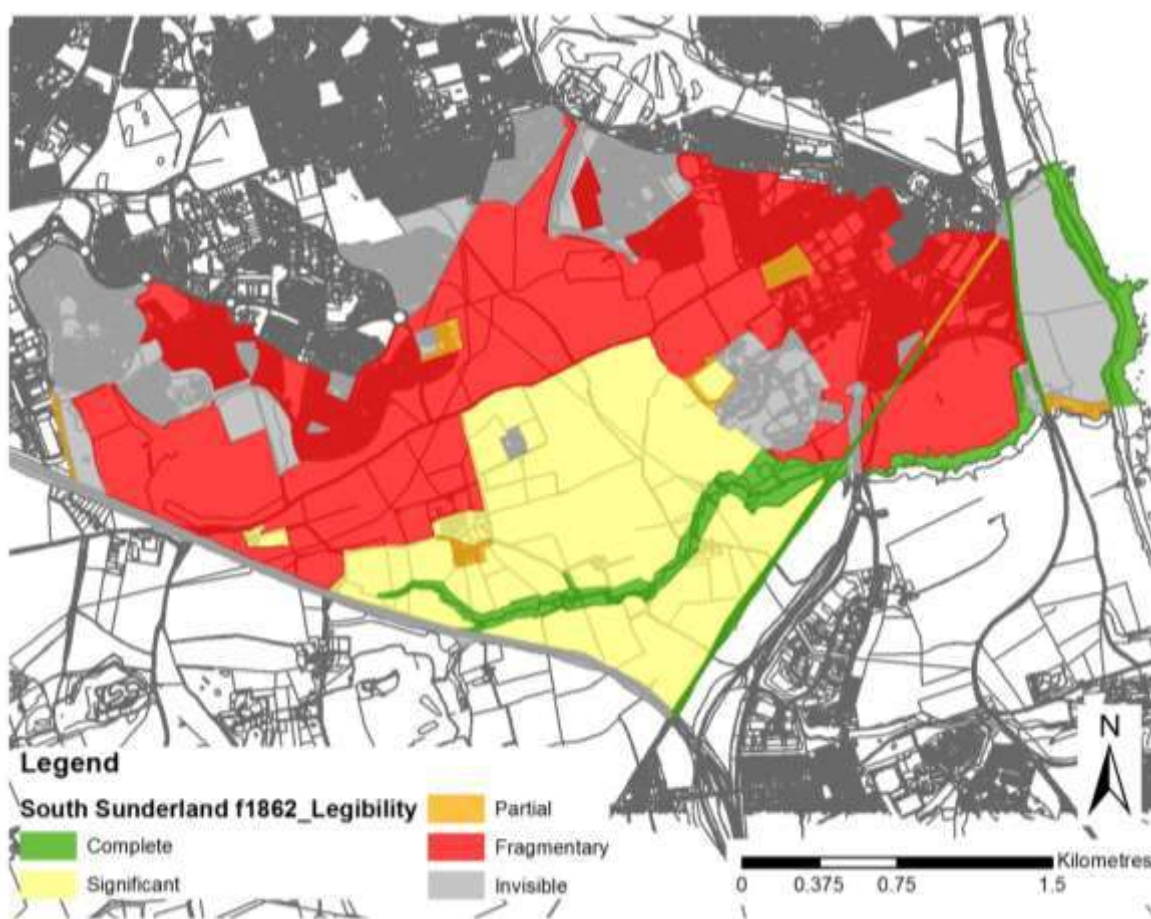 N
Legend
South Sunderland f1862_Legibility
Complete
Significant
Partial
Fragmentary
Invisible
Kilometres
0 0.375 0.75 1.5